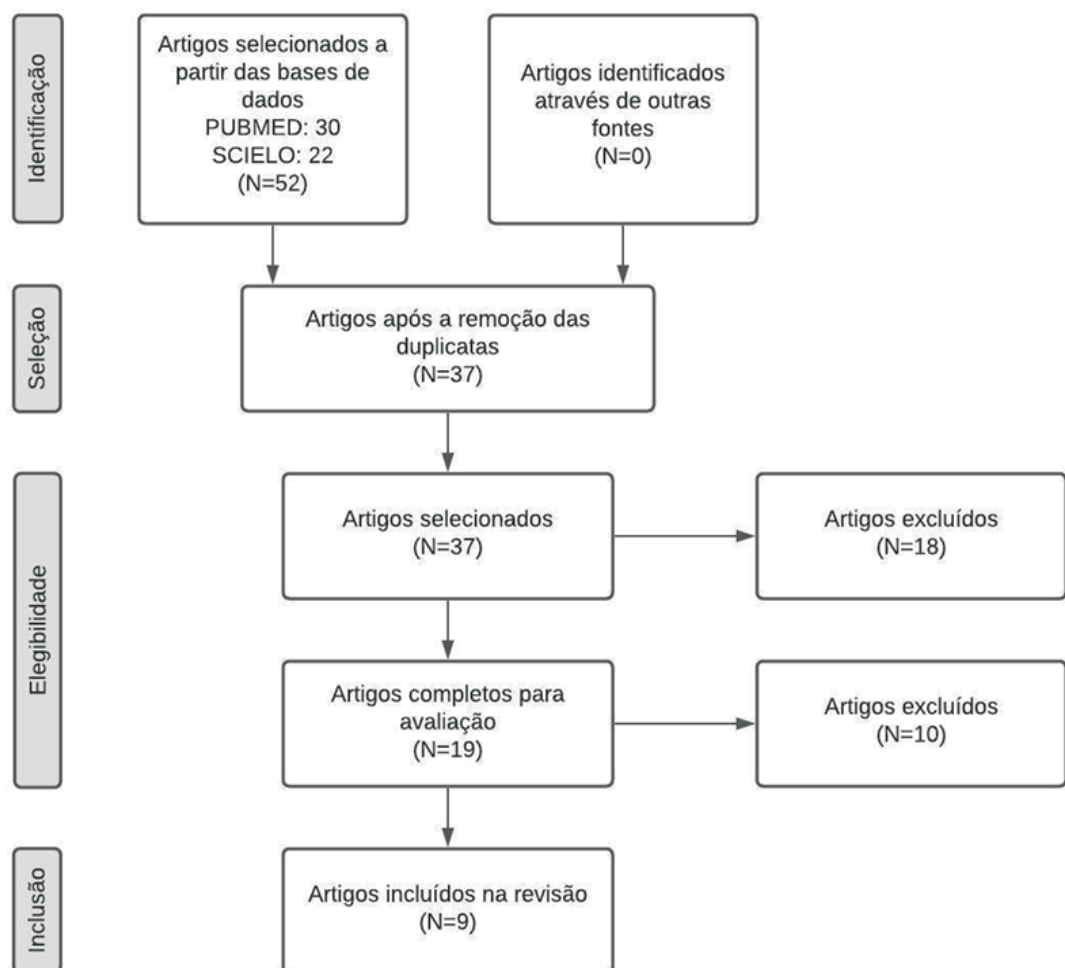 Identificação
Artigos selecionados a
partir das bases de
dados
PUBMED: 30
SCIELO: 22
(N=52)
Artigos identificados
através de outras
fontes
(N=0)
Seleção
Artigos após a remoção das
duplicatas
(N=37)
Elegibilidade
Artigos selecionados
(N=37)
Artigos excluídos
(N=18)
Artigos completos para
avaliação
(N=19)
Artigos excluídos
(N=10)
Inclusão
Artigos incluídos na revisão
(N=9)